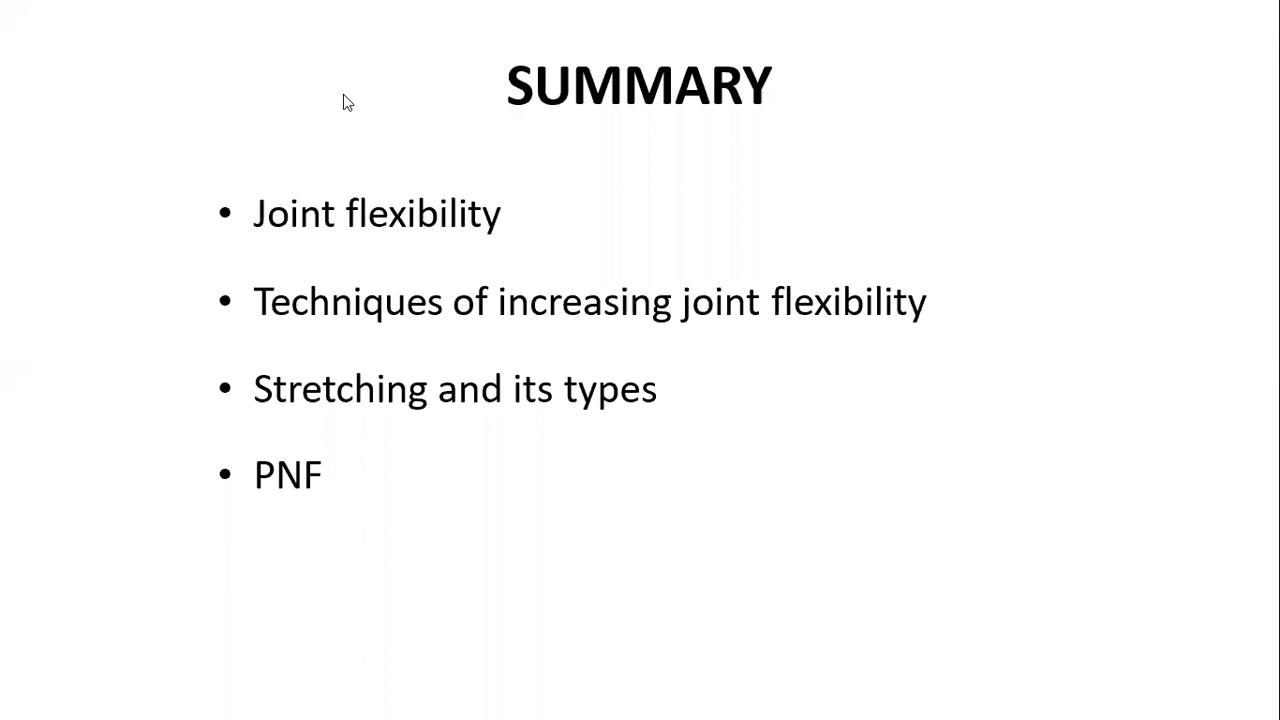 SUMMARY
• Joint flexibility
• Techniques of increasing joint flexibility
• Stretching and its types
• PNF